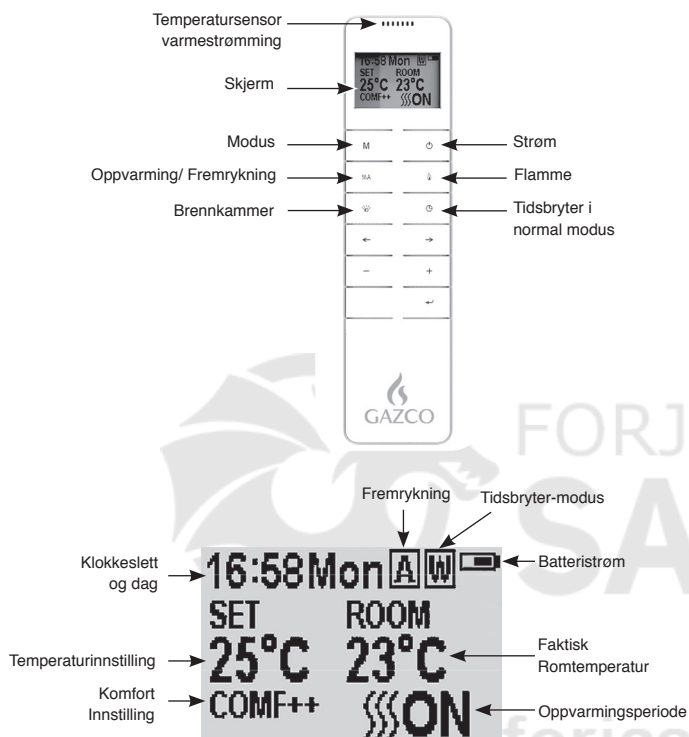 Temperatursensor
varmestrømming
16:58 Mon W
SET ROOM
25°C 23°C
COMF++ ON
Skjerm
Modus
M
Strøm
Oppvarming/ Fremrykning
Flamme
Brennkammer
Tidsbryter i
normal modus
← →
− +
GAZCO
FORJ
SA
Fremrykning
Tidsbryter-modus
Klokkeslett
og dag
16:58 Mon A W
Batteristrøm
SET ROOM
25°C 23°C
Temperaturinnstilling
Faktisk
Romtemperatur
Komfort
Innstilling
COMF++ ON
Oppvarmingsperiode